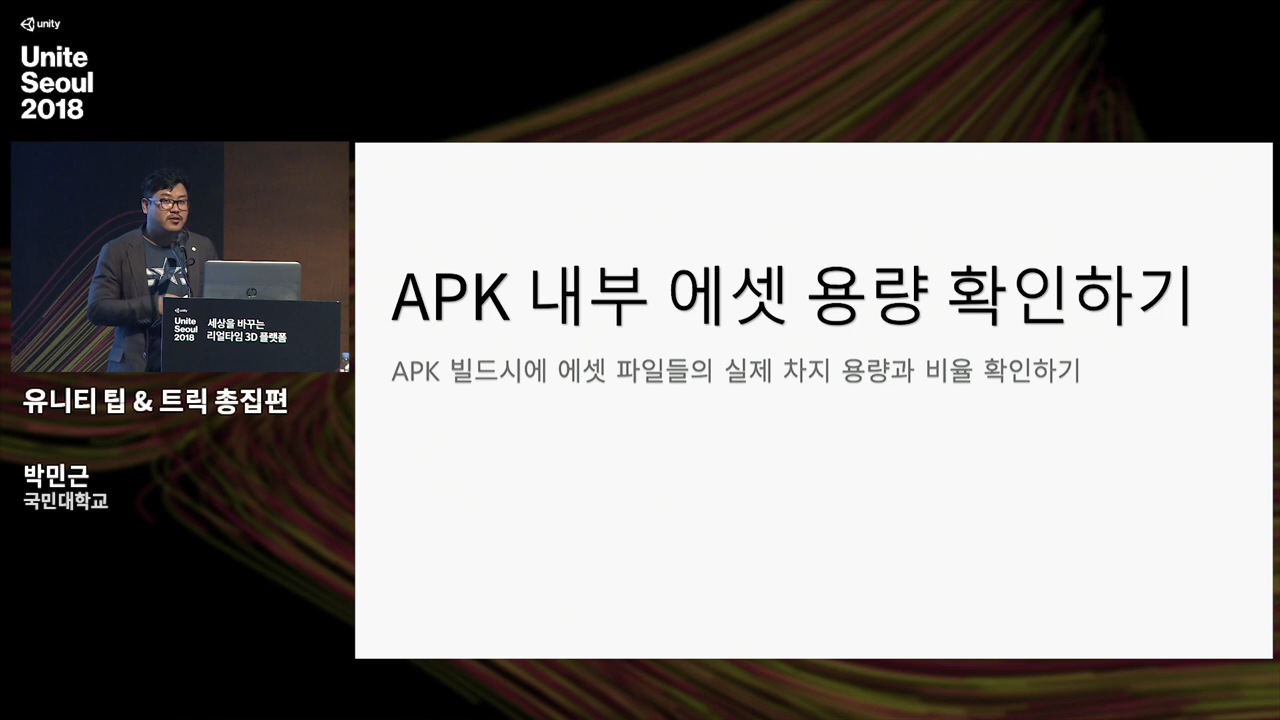 unity
Unite
Seoul
2018
unity
Unite
Seoul
2018
세상을 바꾸는
리얼타임 3D 플랫폼
hp
유니티 팁 & 트릭 총집편
박민근
국민대학교
APK 내부 에셋 용량 확인하기
APK 빌드시에 에셋 파일들의 실제 차지 용량과 비율 확인하기